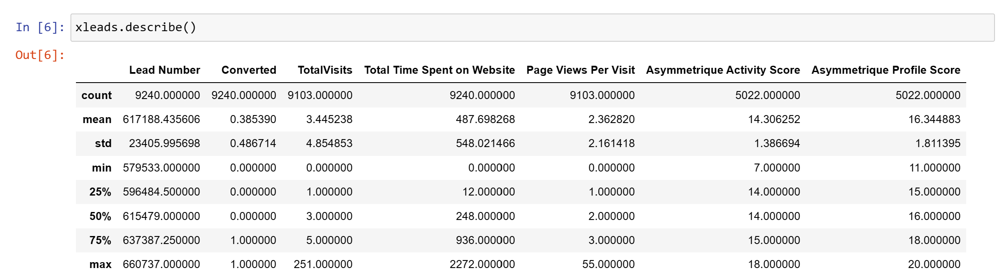 In [6]: xleads.describe()
Out[6]:
Lead Number Converted TotalVisits Total Time Spent on Website Page Views Per Visit Asymmetrique Activity Score Asymmetrique Profile Score
count 9240.000000 9240.000000 9103.000000 9240.000000 9103.000000 5022.000000 5022.000000
mean 617188.435606 0.385390 3.445238 487.698268 2.362820 14.306252 16.344883
std 23405.995698 0.486714 4.854853 548.021466 2.161418 1.386694 1.811395
min 579533.000000 0.000000 0.000000 0.000000 0.000000 7.000000 11.000000
25% 596484.500000 0.000000 1.000000 12.000000 1.000000 14.000000 15.000000
50% 615479.000000 0.000000 3.000000 248.000000 2.000000 14.000000 16.000000
75% 637387.250000 1.000000 5.000000 936.000000 3.000000 15.000000 18.000000
max 660737.000000 1.000000 251.000000 2272.000000 55.000000 18.000000 20.000000